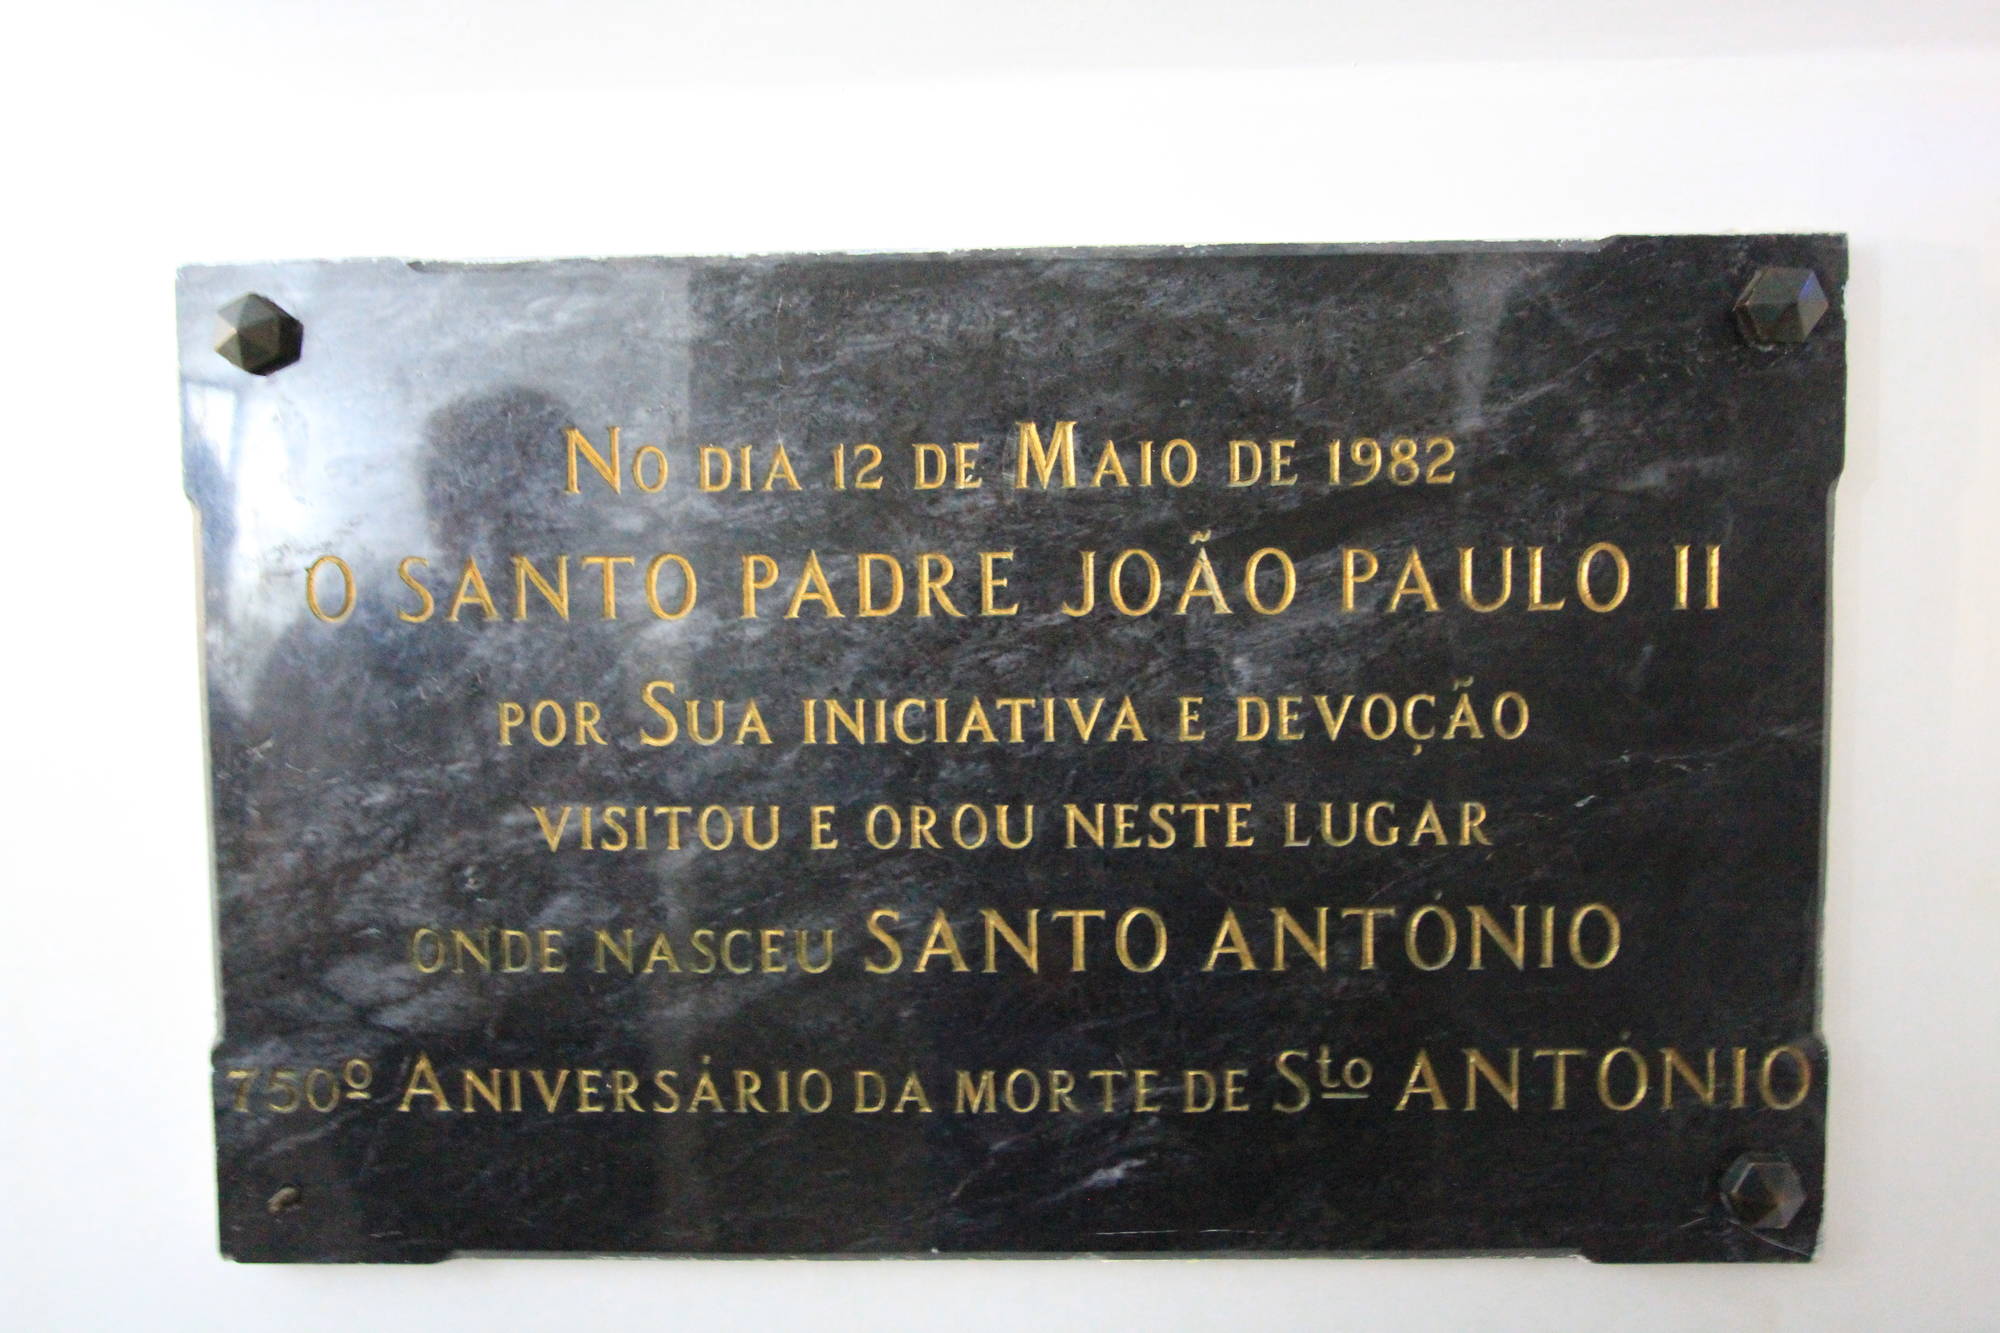 No dia 12 de Maio de 1982
O SANTO PADRE JOÃO PAULO II
por Sua iniciativa e devoção
visitou e orou neste lugar
onde nasceu SANTO ANTÓNIO
750º Aniversário da morte de Sto ANTÓNIO